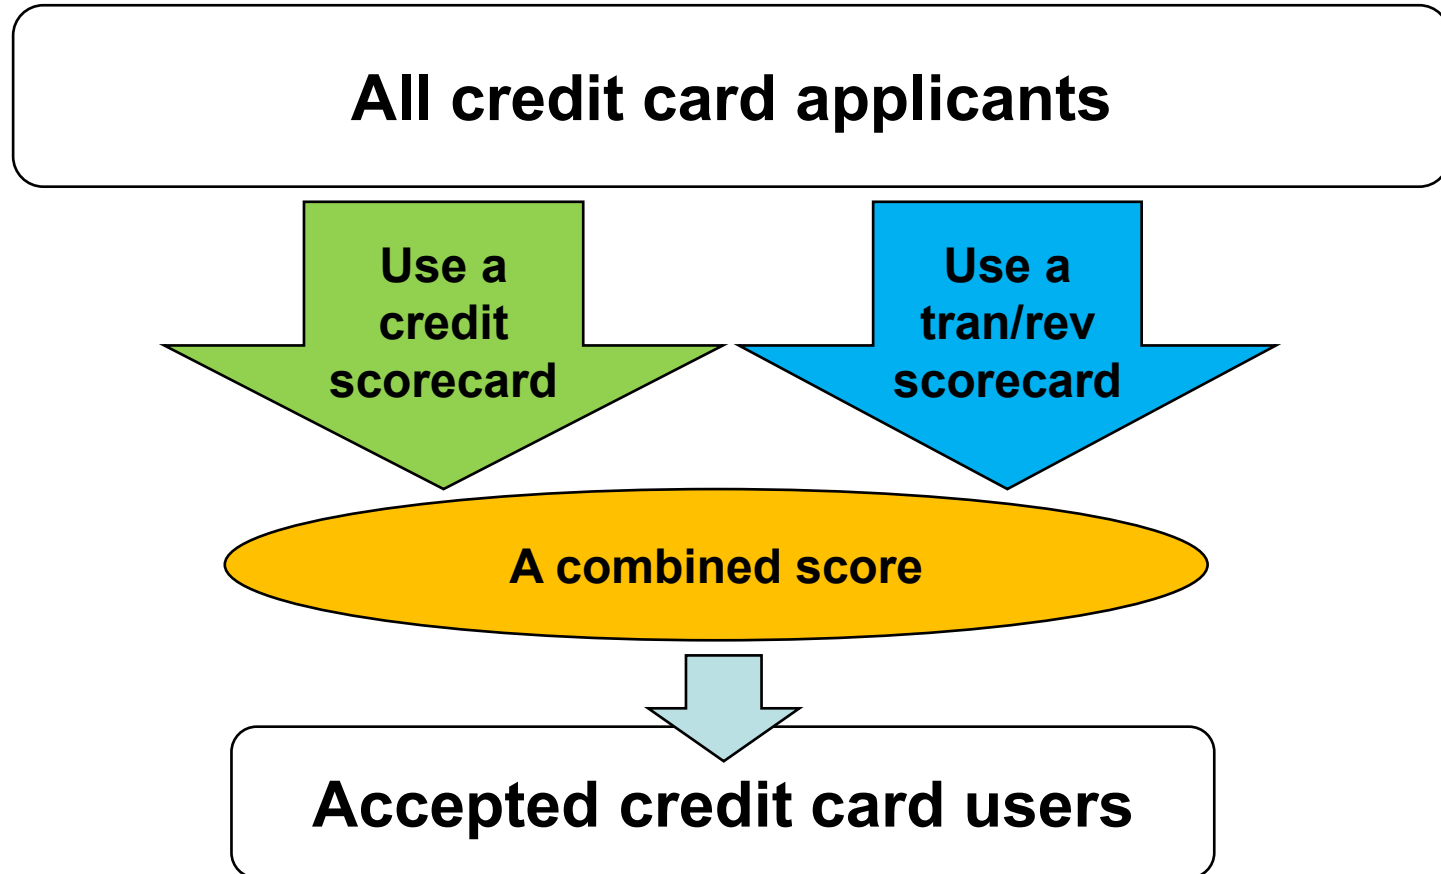 All credit card applicants
Use a
credit
scorecard
Use a
tran/rev
scorecard
A combined score
Accepted credit card users